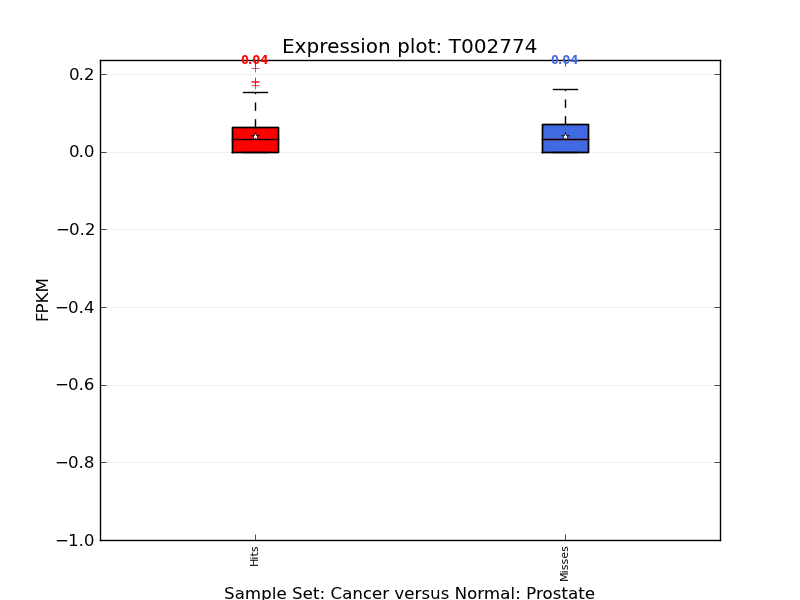 Expression plot: T002774
0.04
0.04
0.2
0.0
−0.2
−0.4
−0.6
−0.8
−1.0
FPKM
Hits
Misses
Sample Set: Cancer versus Normal: Prostate